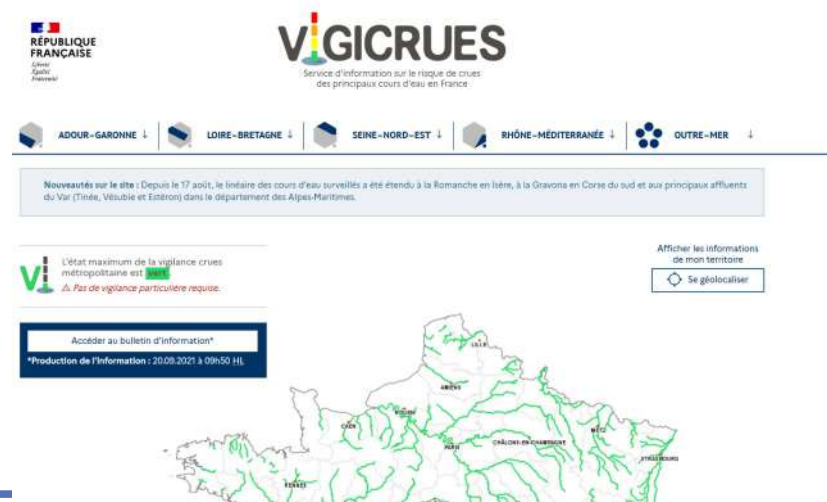 RÉPUBLIQUE
FRANÇAISE
Liberté
Égalité
Fraternité
VIGICRUES
Service d'information sur le risque de crues
des principaux cours d'eau en France
ADOUR-GARONNE ↓
LOIRE-BRETAGNE ↓
SEINE-NORD-EST ↓
RHÔNE-MÉDITERRANÉE ↓
OUTRE-MER ↓
Nouveautés sur le site : Depuis le 17 août, le linéaire des cours d'eau surveillés a été étendu à la Romanche en Isère, à la Gravona en Corse du sud et aux principaux affluents
du Var (Tinée, Vésubie et Estéron) dans le département des Alpes-Maritimes.
Afficher les informations
de mon territoire
Se géolocaliser
L'état maximum de la vigilance crues
métropolitaine est vert.
⚠ Pas de vigilance particulière requise.
Accéder au bulletin d'information*
*Production de l'Information : 20.09.2021 à 09h50 HL
LILLE
AMIENS
ROUEN
CAEN
PARIS
CHÂLONS-EN-CHAMPAGNE
METZ
STRASBOURG
RENNES